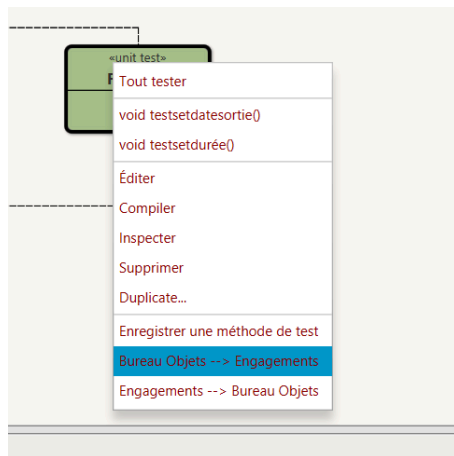 «unit test»
Tout tester
void testsetdatesortie()
void testsetdurée()
Éditer
Compiler
Inspecter
Supprimer
Duplicate...
Enregistrer une méthode de test
Bureau Objets --> Engagements
Engagements --> Bureau Objets